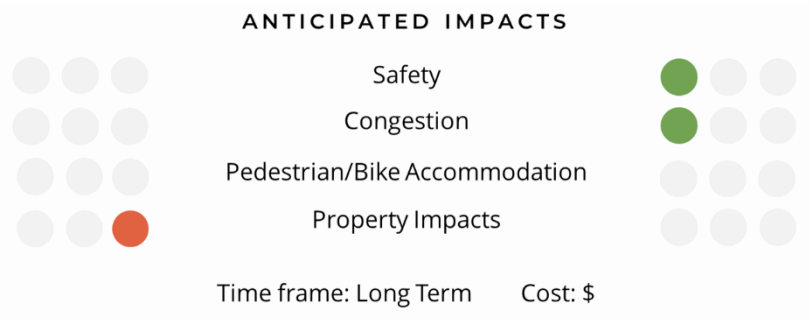 ANTICIPATED IMPACTS
Safety
Congestion
Pedestrian/Bike Accommodation
Property Impacts
Time frame: Long Term Cost: $